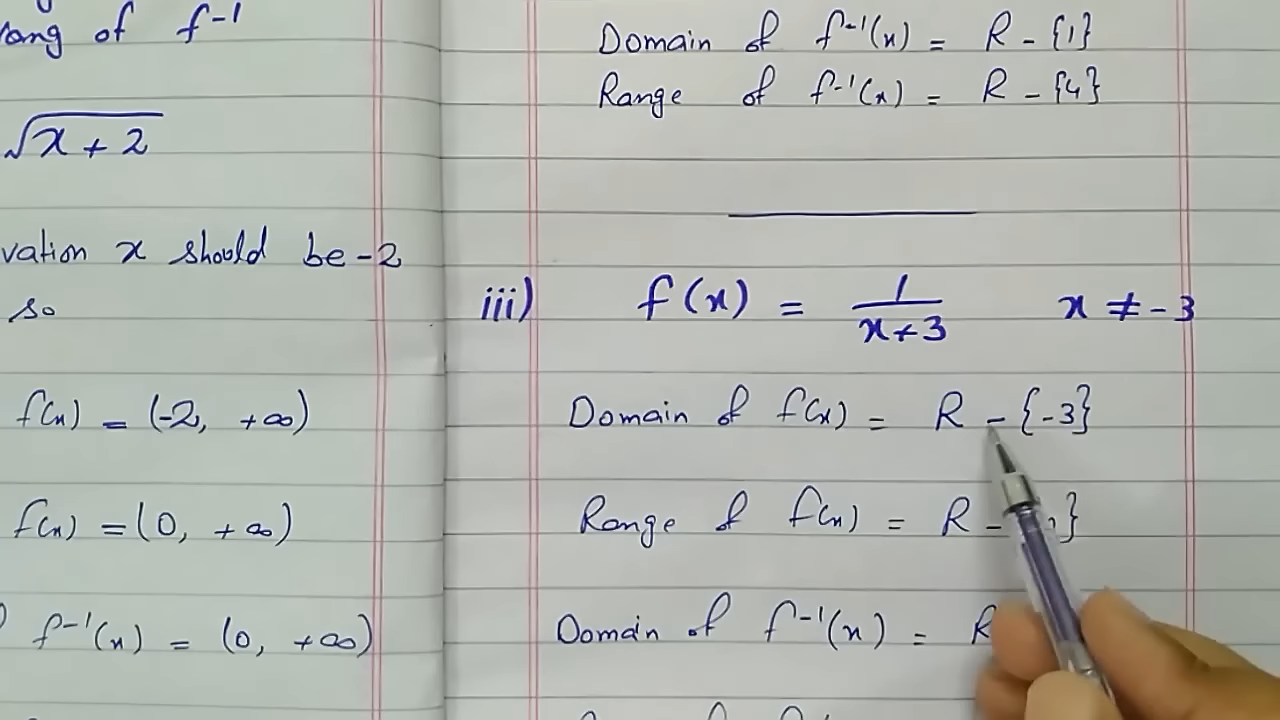 rang of f⁻¹
√x + 2
vation x should be -2
so
f(x) = (-2, +∞)
f(x) = (0, +∞)
f⁻¹(x) = (0, +∞)
Domain of f⁻¹(x) = R - {1}
Range of f⁻¹(x) = R - {4}
iii) f(x) = 1/(x+3) x ≠ -3
Domain of f(x) = R - {-3}
Range of f(x) = R - }
Domain of f⁻¹(x) = R